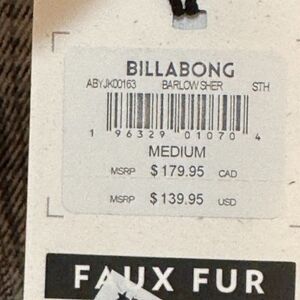 BILLABONG
ABYJK00163 BARLOW SHER STH
1 96329 01070 4
MEDIUM
MSRP $179.95 CAD
MSRP $139.95 USD
FAUX FUR